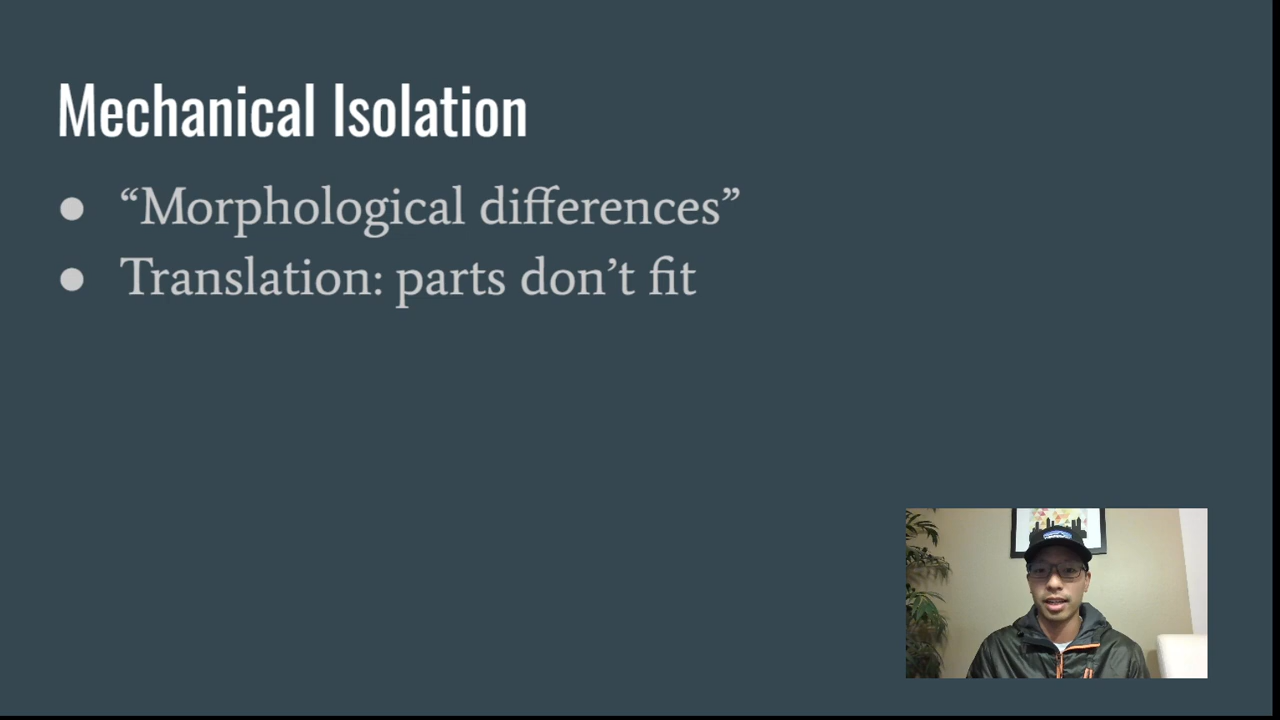 Mechanical Isolation
● “Morphological differences”
● Translation: parts don’t fit